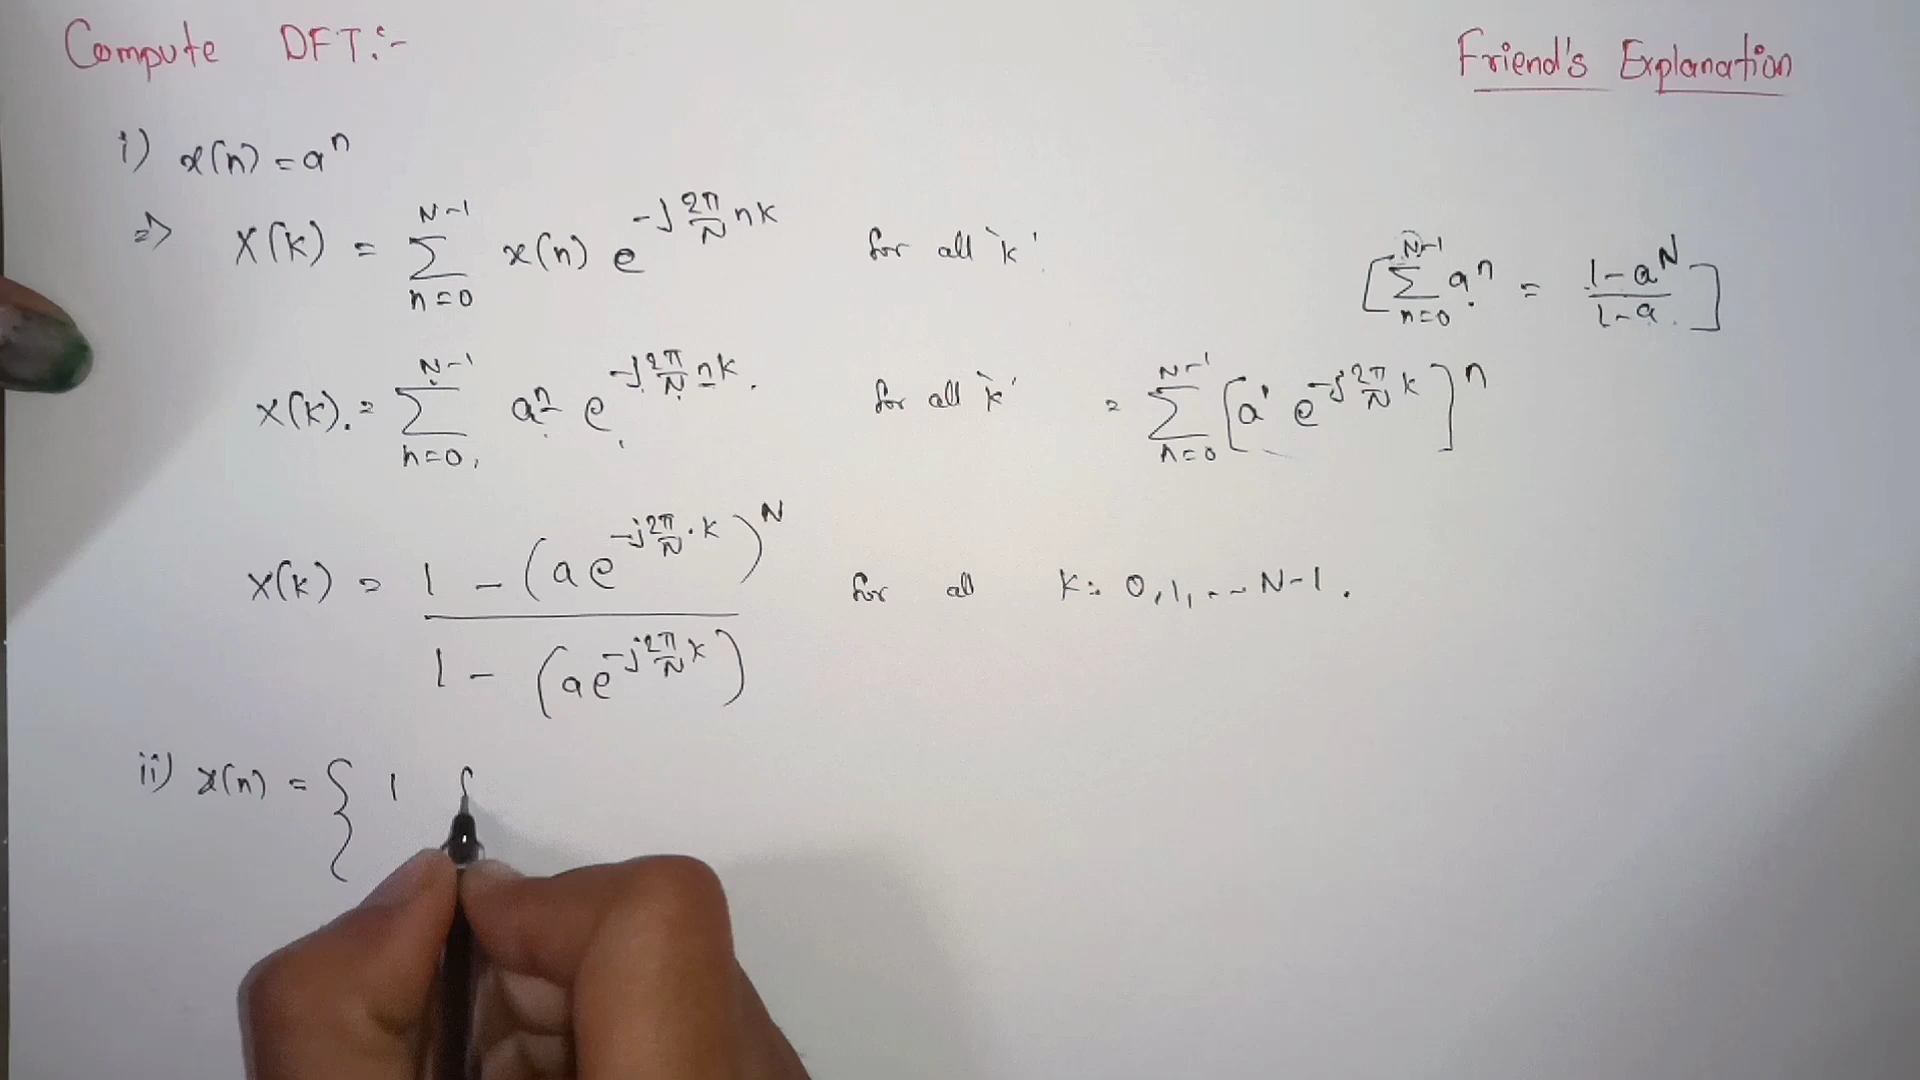 Compute DFT:-
Friend's Explanation
i) x(n) = a^n
=> X(k) = Σ_{n=0}^{N-1} x(n) e^{-j 2π/N nk} for all 'k'.
[Σ_{n=0}^{N-1} a^n = (1-a^N)/(1-a)]
X(k) = Σ_{n=0}^{N-1} a^n e^{-j 2π/N nk}. for all 'k' = Σ_{n=0}^{N-1} [a' e^{-j 2π/N k}]^n
X(k) = (1 - (a e^{-j 2π/N . k})^N) / (1 - (a e^{-j 2π/N k})) for all k: 0,1,--N-1.
ii) x(n) = { 1